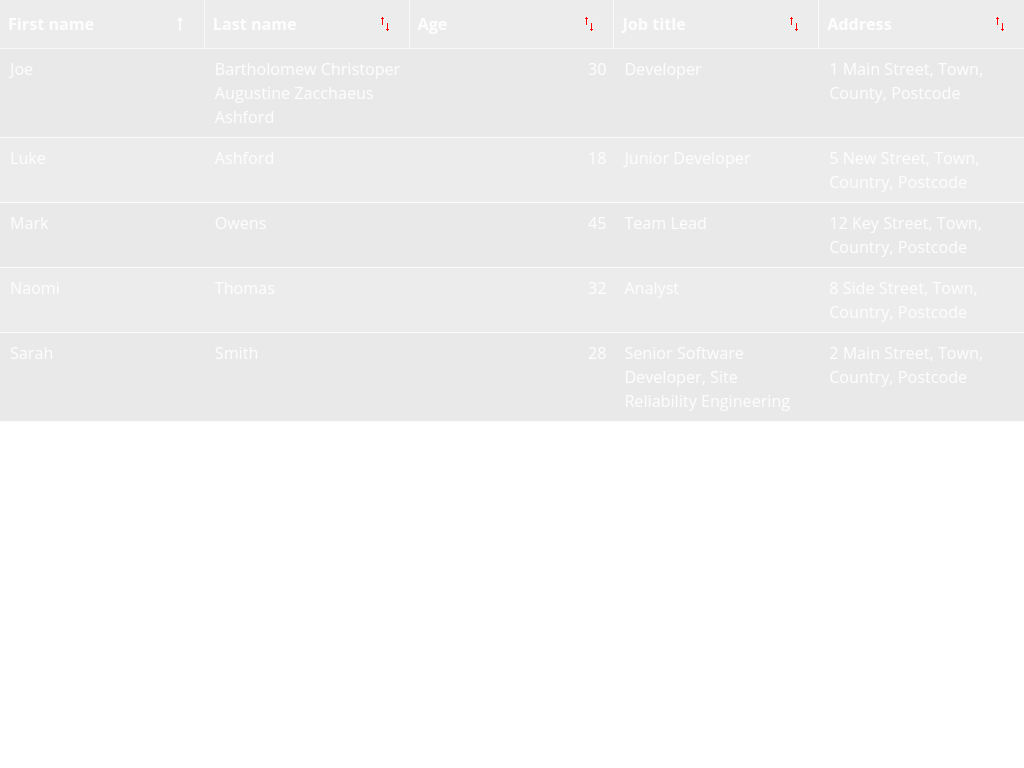 First name Last name Age Job title Address
Joe Bartholomew Christoper 30 Developer 1 Main Street, Town,
Augustine Zacchaeus County, Postcode
Ashford
Luke Ashford 18 Junior Developer 5 New Street, Town,
Country, Postcode
Mark Owens 45 Team Lead 12 Key Street, Town,
Country, Postcode
Naomi Thomas 32 Analyst 8 Side Street, Town,
Country, Postcode
Sarah Smith 28 Senior Software 2 Main Street, Town,
Developer, Site Country, Postcode
Reliability Engineering